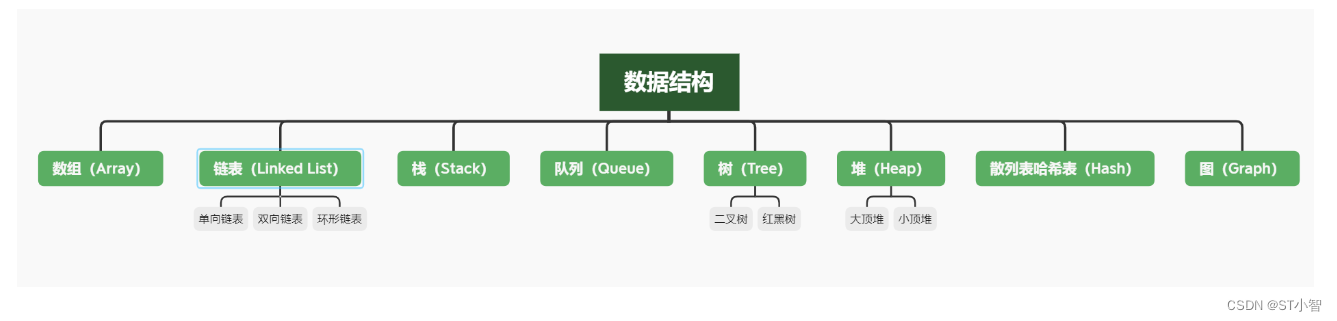 数据结构
数组（Array）
链表（Linked List）
栈（Stack）
队列（Queue）
树（Tree）
堆（Heap）
散列表哈希表（Hash）
图（Graph）
单向链表
双向链表
环形链表
二叉树
红黑树
大顶堆
小顶堆
CSDN @ST小智